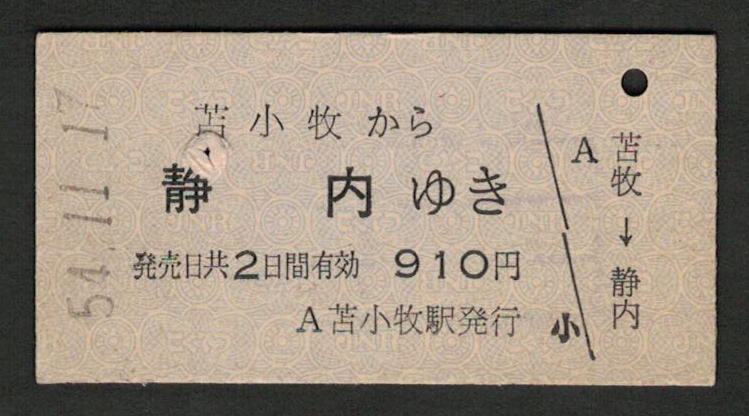 苫小牧から
静内ゆき
発売日共2日間有効 910円
A苫小牧駅発行
54.11.17
A
小
苫牧→静内